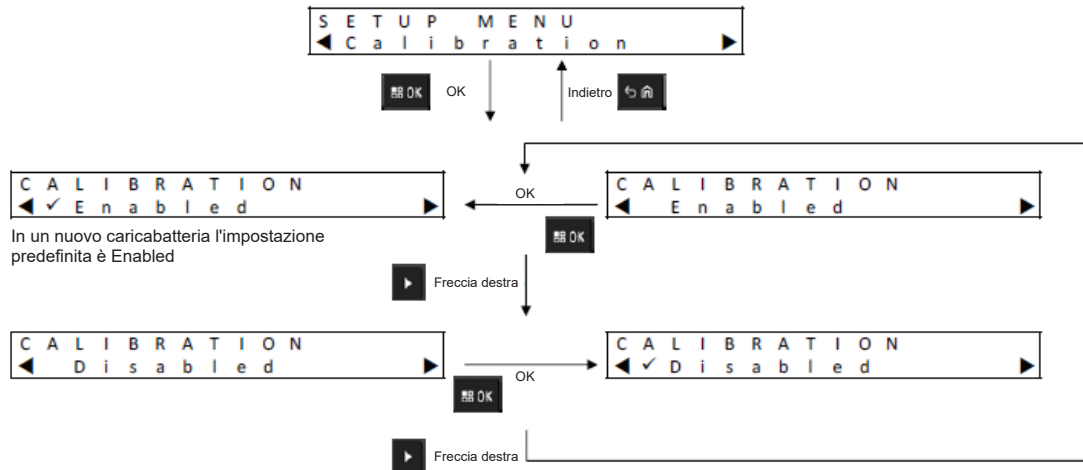 SETUP MENU
◀Calibration▶
OK
OK
Indietro
CALIBRATION
◀✓Enabled▶
OK
CALIBRATION
◀ Enabled▶
OK
In un nuovo caricabatteria l'impostazione
predefinita è Enabled
Freccia destra
CALIBRATION
◀ Disabled▶
OK
OK
CALIBRATION
◀✓Disabled▶
Freccia destra